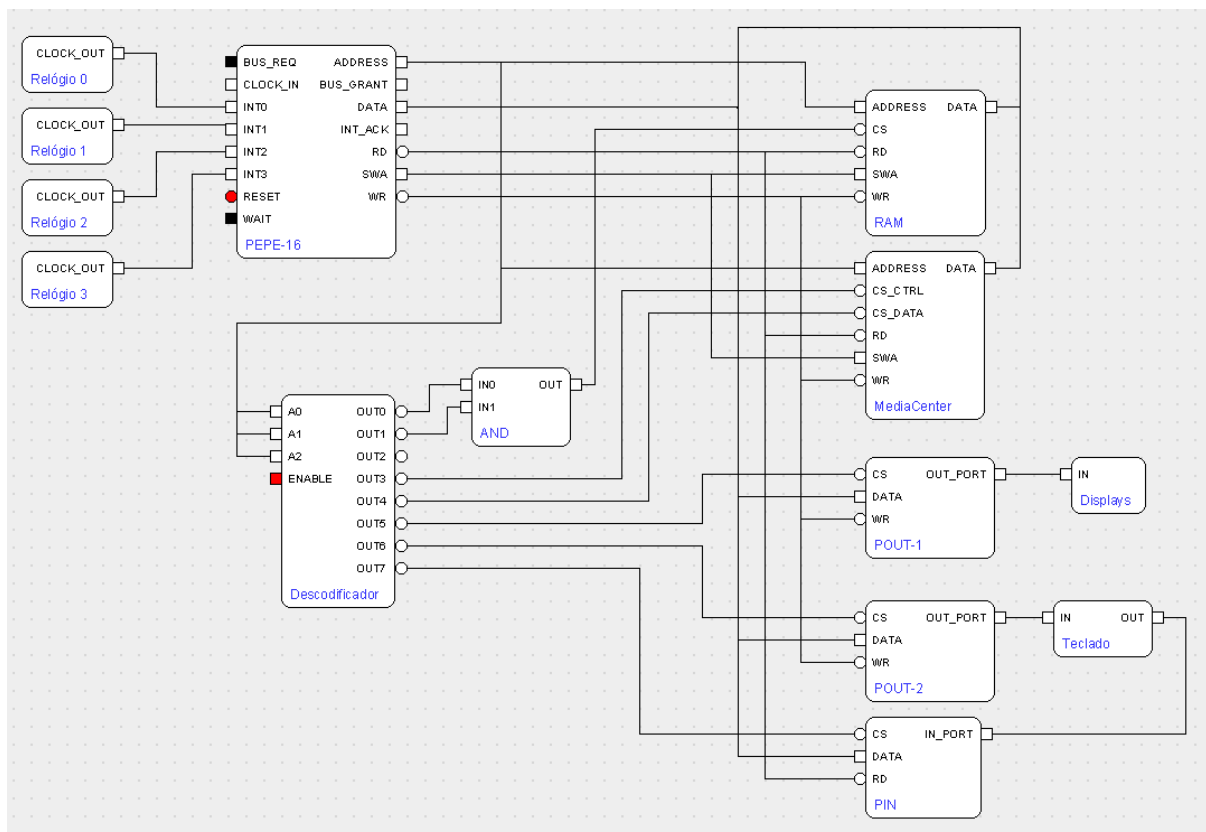 CLOCK_OUT
Relógio 0
CLOCK_OUT
Relógio 1
CLOCK_OUT
Relógio 2
CLOCK_OUT
Relógio 3
BUS_REQ ADDRESS
CLOCK_IN BUS_GRANT
INT0 DATA
INT1 INT_ACK
INT2 RD
INT3 SWA
RESET WR
WAIT
PEPE-16
ADDRESS DATA
CS
RD
SWA
WR
RAM
ADDRESS DATA
CS_CTRL
CS_DATA
RD
SWA
WR
MediaCenter
IN0 OUT
IN1
AND
A0 OUT0
A1 OUT1
A2 OUT2
ENABLE OUT3
OUT4
OUT5
OUT6
OUT7
Descodificador
CS OUT_PORT
DATA
WR
POUT-1
IN
Displays
CS OUT_PORT
DATA
WR
POUT-2
IN OUT
Teclado
CS IN_PORT
DATA
RD
PIN